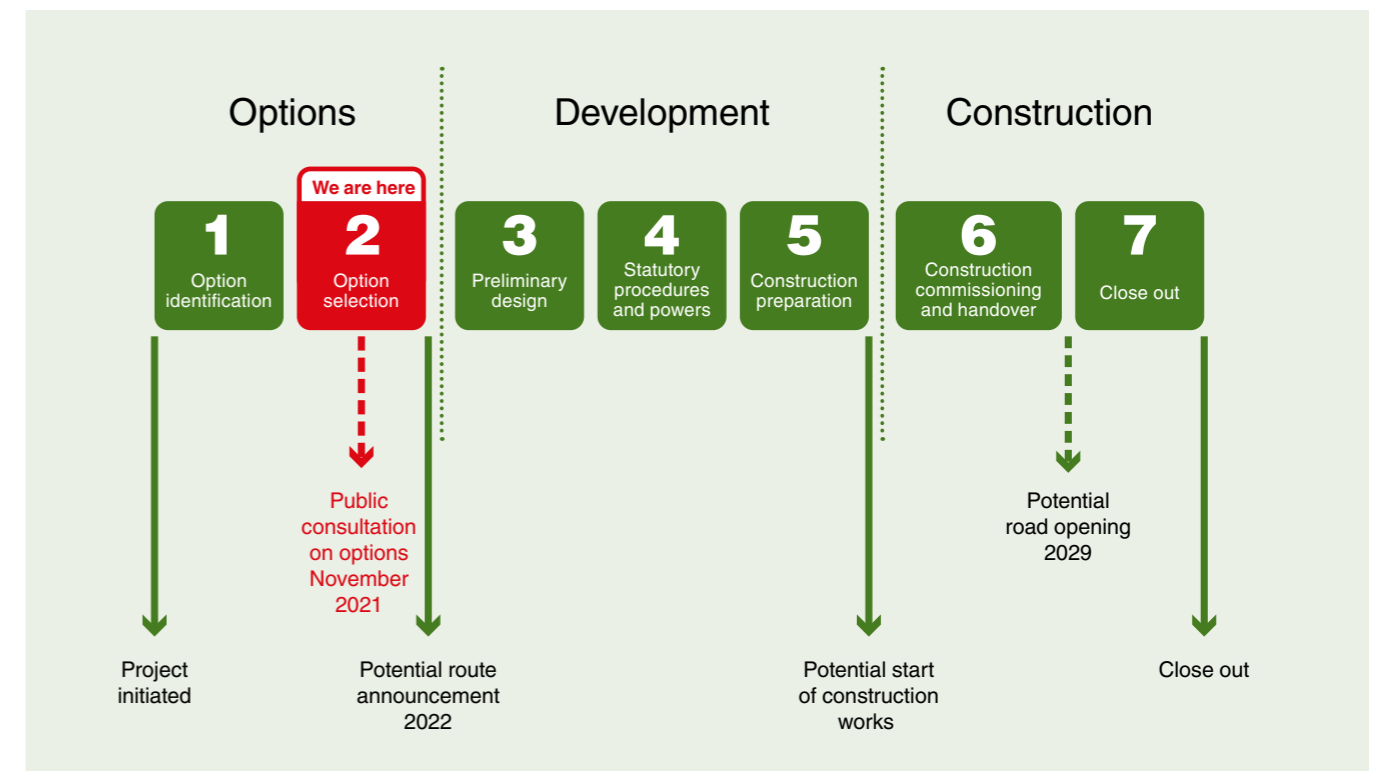 Options
Development
Construction
We are here
1
Option
identification
2
Option
selection
3
Preliminary
design
4
Statutory
procedures
and powers
5
Construction
preparation
6
Construction
commissioning
and handover
7
Close out
Public
consultation
on options
November
2021
Potential
road opening
2029
Project
initiated
Potential route
announcement
2022
Potential start
of construction
works
Close out